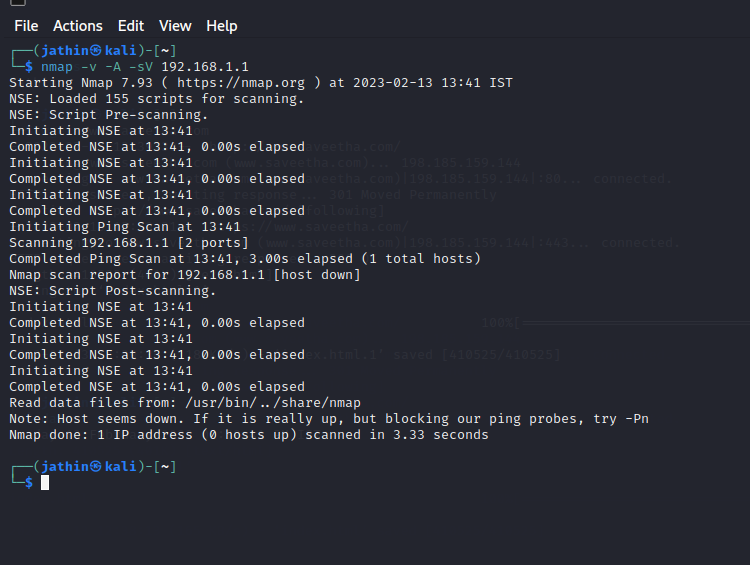 File Actions Edit View Help
┌──(jathin㉿kali)-[~]
└─$ nmap -v -A -sV 192.168.1.1
Starting Nmap 7.93 ( https://nmap.org ) at 2023-02-13 13:41 IST
NSE: Loaded 155 scripts for scanning.
NSE: Script Pre-scanning.
Initiating NSE at 13:41
Completed NSE at 13:41, 0.00s elapsed
Initiating NSE at 13:41
Completed NSE at 13:41, 0.00s elapsed
Initiating NSE at 13:41
Completed NSE at 13:41, 0.00s elapsed
Initiating Ping Scan at 13:41
Scanning 192.168.1.1 [2 ports]
Completed Ping Scan at 13:41, 3.00s elapsed (1 total hosts)
Nmap scan report for 192.168.1.1 [host down]
NSE: Script Post-scanning.
Initiating NSE at 13:41
Completed NSE at 13:41, 0.00s elapsed
Initiating NSE at 13:41
Completed NSE at 13:41, 0.00s elapsed
Initiating NSE at 13:41
Completed NSE at 13:41, 0.00s elapsed
Read data files from: /usr/bin/../share/nmap
Note: Host seems down. If it is really up, but blocking our ping probes, try -Pn
Nmap done: 1 IP address (0 hosts up) scanned in 3.33 seconds
┌──(jathin㉿kali)-[~]
└─$